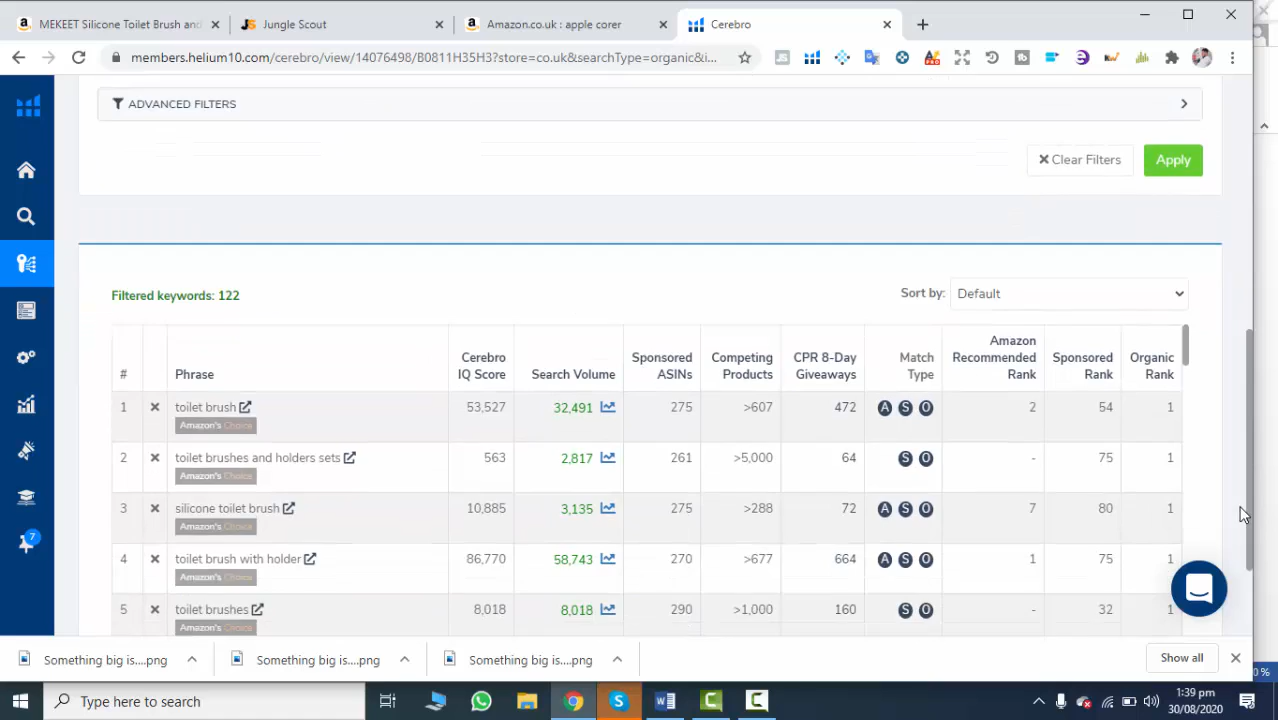 MEKEET Silicone Toilet Brush and
Jungle Scout
Amazon.co.uk : apple corer
Cerebro
members.helium10.com/cerebro/view/14076498/B0811H35H3?store=co.uk&searchType=organic&i...
ADVANCED FILTERS
Clear Filters
Apply
Filtered keywords: 122
Sort by:
Default
# Phrase Cerebro IQ Score Search Volume Sponsored ASINs Competing Products CPR 8-Day Giveaways Match Type Amazon Recommended Rank Sponsored Rank Organic Rank
1 toilet brush 53,527 32,491 275 >607 472 A S O 2 54 1
Amazon's Choice
2 toilet brushes and holders sets 563 2,817 261 >5,000 64 S O - 75 1
Amazon's Choice
3 silicone toilet brush 10,885 3,135 275 >288 72 A S O 7 80 1
Amazon's Choice
4 toilet brush with holder 86,770 58,743 270 >677 664 A S O 1 75 1
Amazon's Choice
5 toilet brushes 8,018 8,018 290 >1,000 160 S O - 32 1
Amazon's Choice
7
Something big is....png
Something big is....png
Something big is....png
Show all
0 %
Type here to search
1:39 pm
30/08/2020